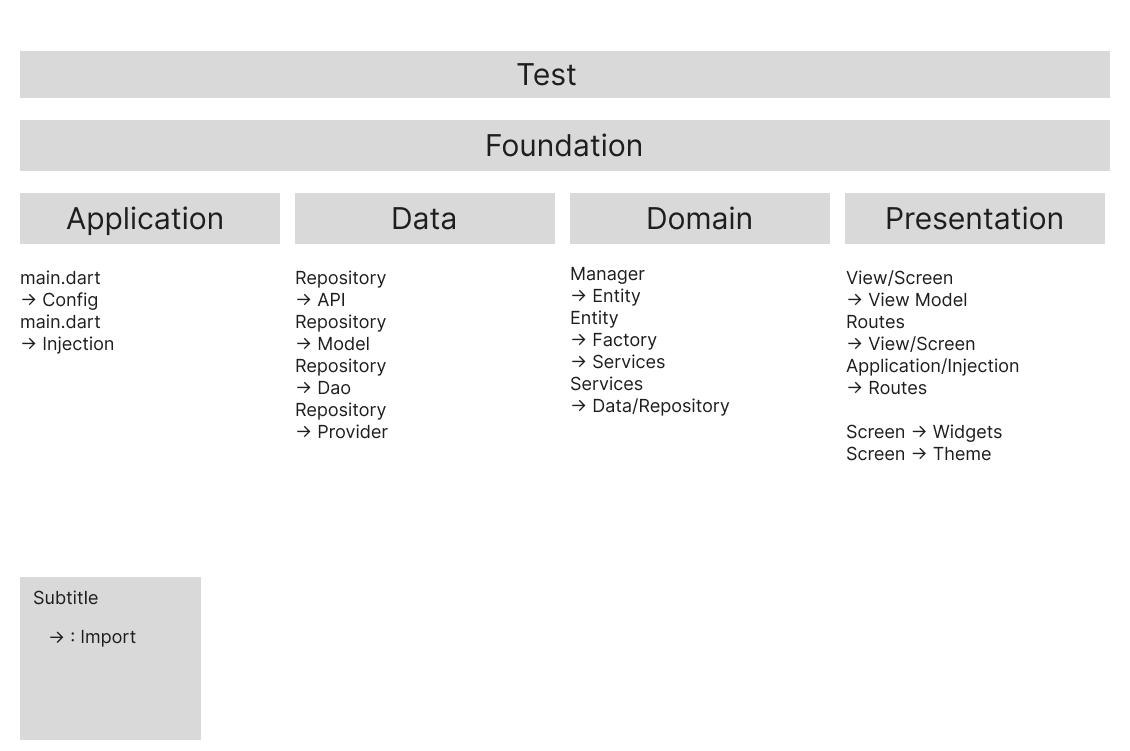 Test
Foundation
Application
Data
Domain
Presentation
main.dart
→ Config
main.dart
→ Injection
Repository
→ API
Repository
→ Model
Repository
→ Dao
Repository
→ Provider
Manager
→ Entity
Entity
→ Factory
→ Services
Services
→ Data/Repository
View/Screen
→ View Model
Routes
→ View/Screen
Application/Injection
→ Routes
Screen → Widgets
Screen → Theme
Subtitle
→ : Import